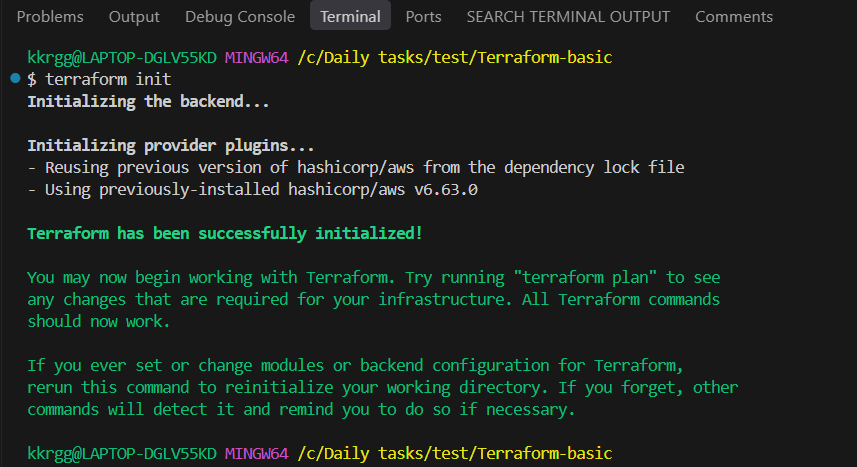 Problems Output Debug Console Terminal Ports SEARCH TERMINAL OUTPUT Comments
kkrgg@LAPTOP-DGLV55KD MINGW64 /c/Daily tasks/test/Terraform-basic
$ terraform init
Initializing the backend...
Initializing provider plugins...
- Reusing previous version of hashicorp/aws from the dependency lock file
- Using previously-installed hashicorp/aws v6.63.0
Terraform has been successfully initialized!
You may now begin working with Terraform. Try running "terraform plan" to see
any changes that are required for your infrastructure. All Terraform commands
should now work.
If you ever set or change modules or backend configuration for Terraform,
rerun this command to reinitialize your working directory. If you forget, other
commands will detect it and remind you to do so if necessary.
kkrgg@LAPTOP-DGLV55KD MINGW64 /c/Daily tasks/test/Terraform-basic